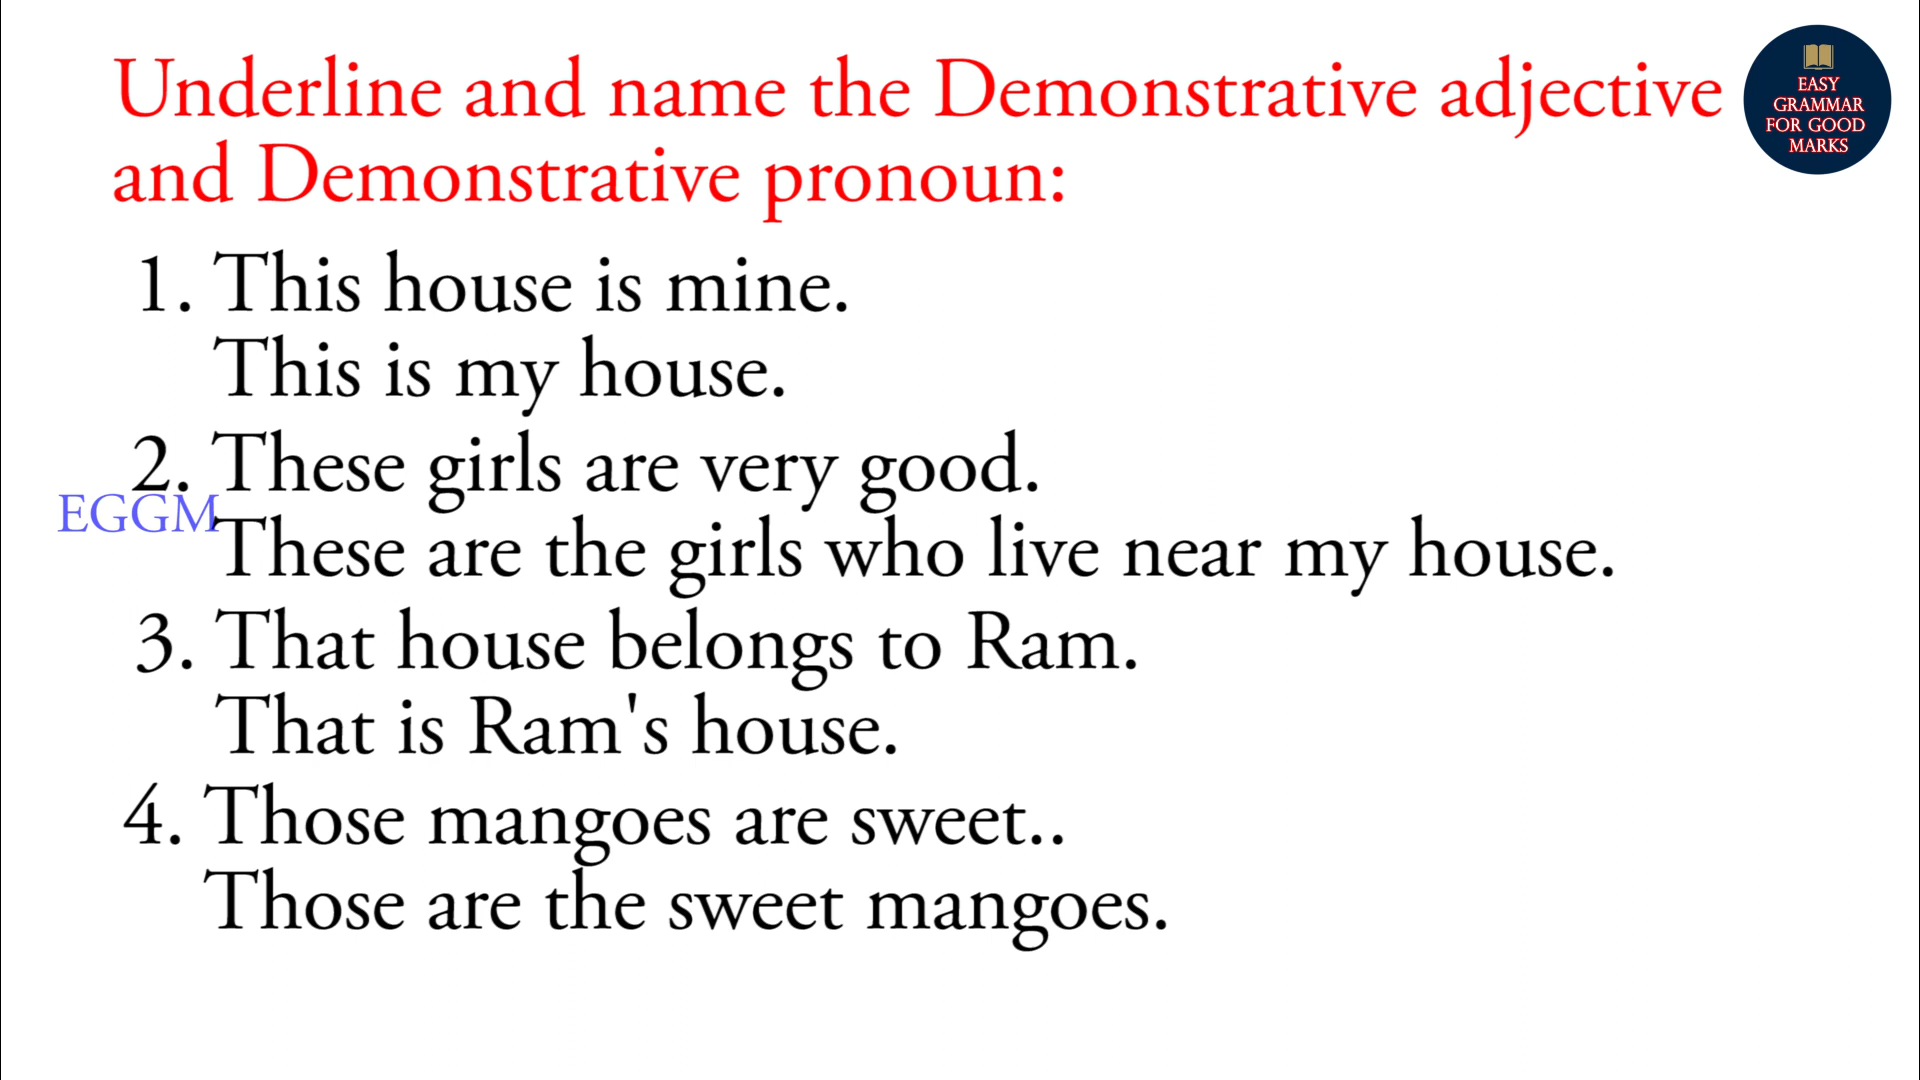 Underline and name the Demonstrative adjective
and Demonstrative pronoun:
EASY
GRAMMAR
FOR GOOD
MARKS
1. This house is mine.
This is my house.
2. These girls are very good.
EGGM
These are the girls who live near my house.
3. That house belongs to Ram.
That is Ram's house.
4. Those mangoes are sweet..
Those are the sweet mangoes.